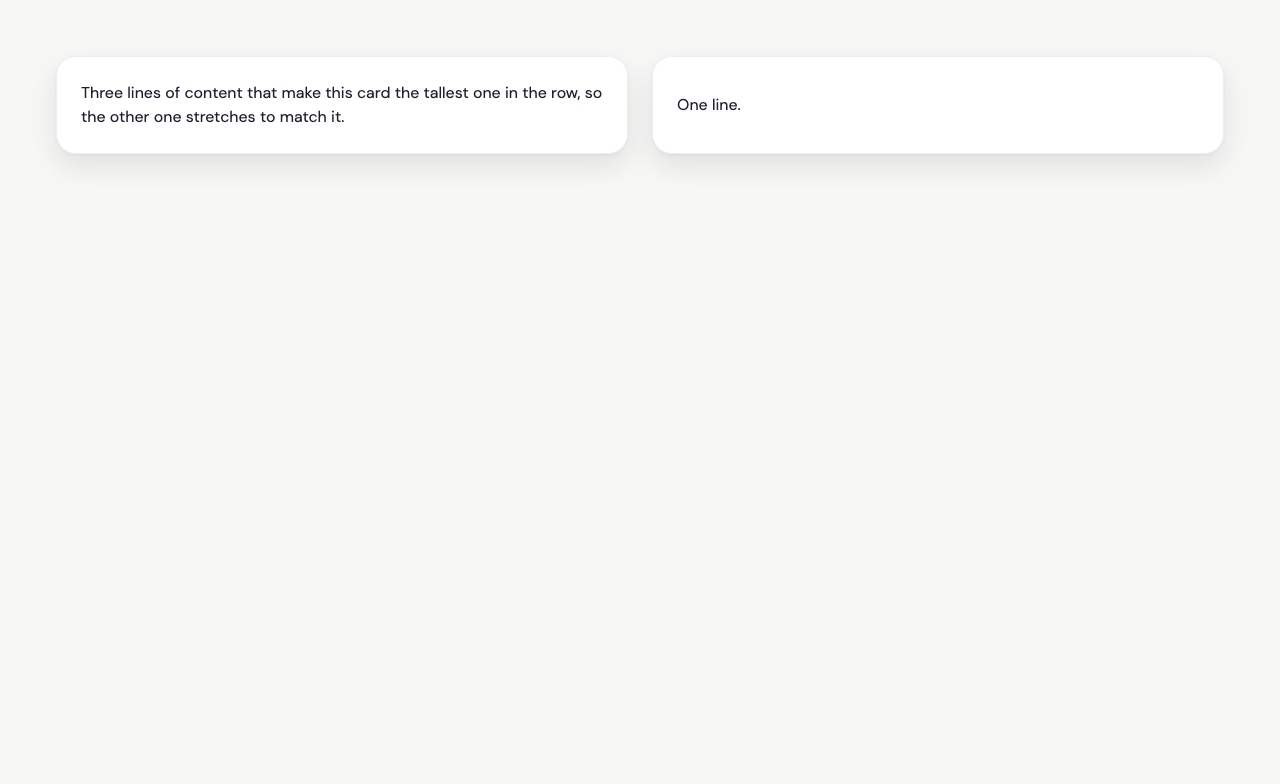 Three lines of content that make this card the tallest one in the row, so
the other one stretches to match it.
One line.